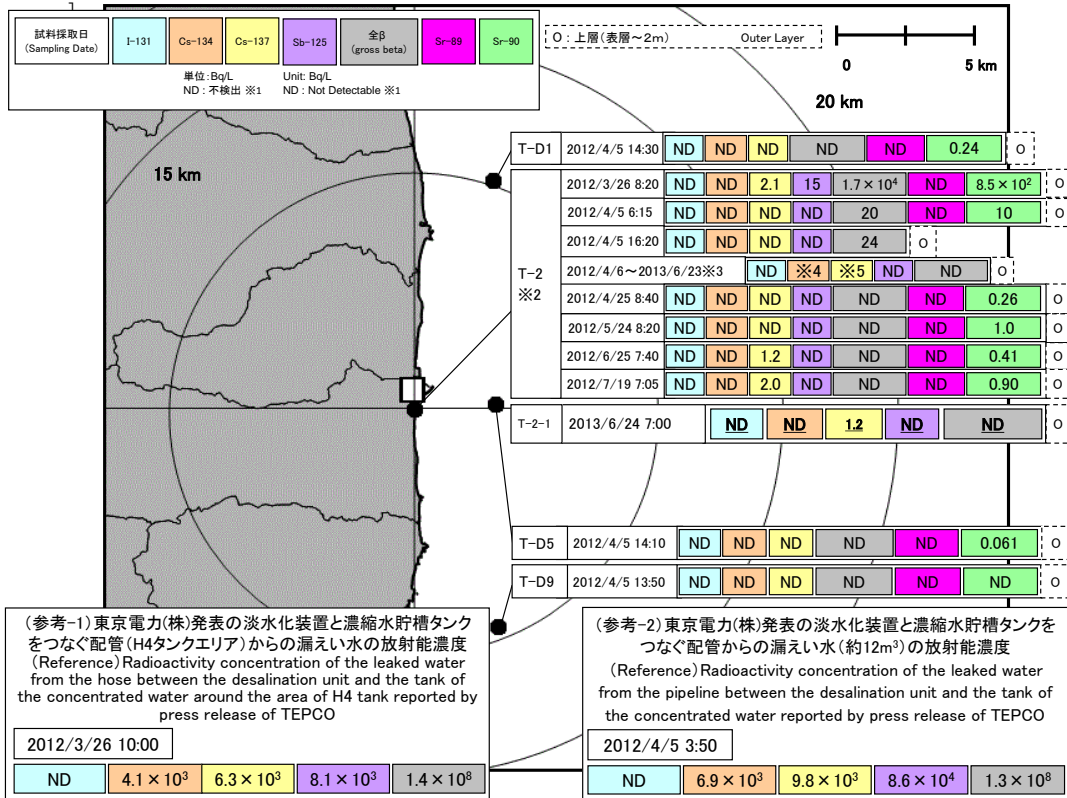 試料採取日
(Sampling Date)
I-131
Cs-134
Cs-137
Sb-125
全β
(gross beta)
Sr-89
Sr-90
単位:Bq/L Unit: Bq/L
ND : 不検出 ※1 ND : Not Detectable ※1
O : 上層(表層~2m) Outer Layer
0 5 km
20 km
15 km
T-D1 2012/4/5 14:30 ND ND ND ND ND 0.24 O
T-2
※2
2012/3/26 8:20 ND ND 2.1 15 1.7×10⁴ ND 8.5×10² O
2012/4/5 6:15 ND ND ND ND 20 ND 10 O
2012/4/5 16:20 ND ND ND ND 24 O
2012/4/6~2013/6/23※3 ND ※4 ※5 ND ND O
2012/4/25 8:40 ND ND ND ND ND ND 0.26 O
2012/5/24 8:20 ND ND ND ND ND ND 1.0 O
2012/6/25 7:40 ND ND 1.2 ND ND ND 0.41 O
2012/7/19 7:05 ND ND 2.0 ND ND ND 0.90 O
T-2-1 2013/6/24 7:00 ND ND 1.2 ND ND O
T-D5 2012/4/5 14:10 ND ND ND ND ND 0.061 O
T-D9 2012/4/5 13:50 ND ND ND ND ND ND O
(参考-1)東京電力(株)発表の淡水化装置と濃縮水貯槽タンク
をつなぐ配管(H4タンクエリア)からの漏えい水の放射能濃度
(Reference)Radioactivity concentration of the leaked water
from the hose between the desalination unit and the tank of
the concentrated water around the area of H4 tank reported by
press release of TEPCO
2012/3/26 10:00
ND 4.1×10³ 6.3×10³ 8.1×10³ 1.4×10⁸
(参考-2)東京電力(株)発表の淡水化装置と濃縮水貯槽タンクを
つなぐ配管からの漏えい水(約12m³)の放射能濃度
(Reference)Radioactivity concentration of the leaked water
from the pipeline between the desalination unit and the tank of
the concentrated water reported by press release of TEPCO
2012/4/5 3:50
ND 6.9×10³ 9.8×10³ 8.6×10⁴ 1.3×10⁸